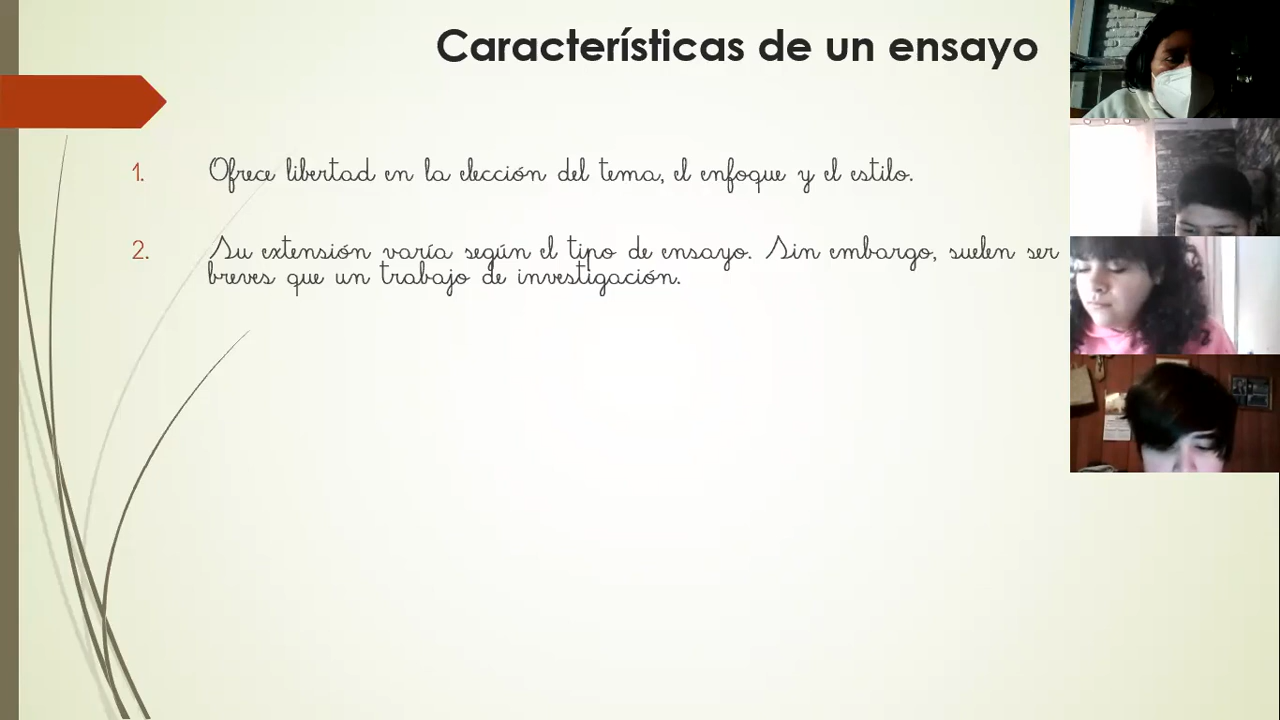 Características de un ensayo
1. Ofrece libertad en la elección del tema, el enfoque y el estilo.
2. Su extensión varía según el tipo de ensayo. Sin embargo, suelen ser
breves que un trabajo de investigación.